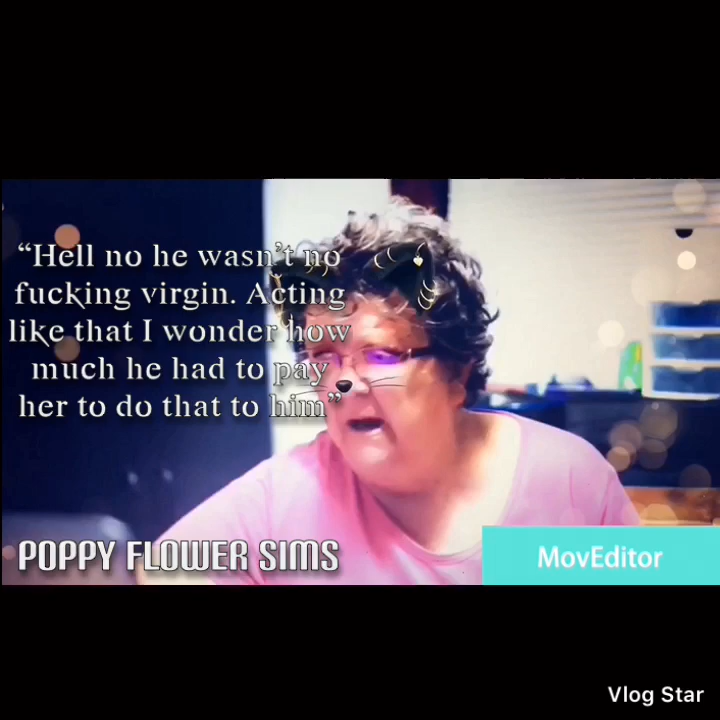 “Hell no he wasn’t no
fucking virgin. Acting
like that I wonder how
much he had to pay
her to do that to him”
POPPY FLOWER SIMS
MovEditor
Vlog Star